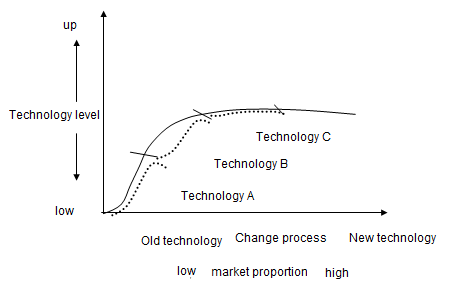 up
Technology level
Technology C
Technology B
Technology A
low
Old technology Change process New technology
low market proportion high